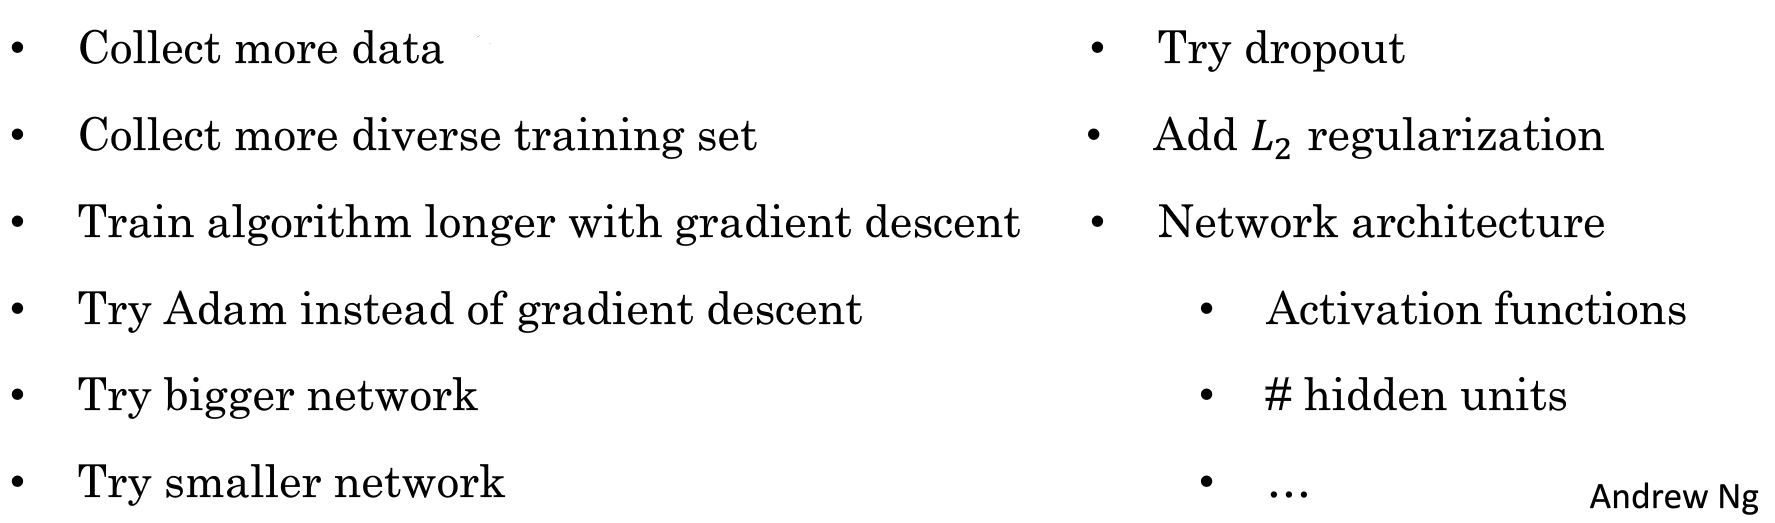 • Collect more data
• Collect more diverse training set
• Train algorithm longer with gradient descent
• Try Adam instead of gradient descent
• Try bigger network
• Try smaller network
• Try dropout
• Add L₂ regularization
• Network architecture
• Activation functions
• # hidden units
• …
Andrew Ng